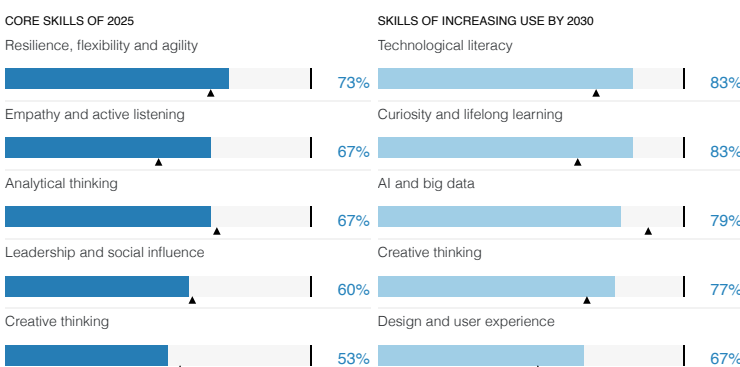 CORE SKILLS OF 2025
Resilience, flexibility and agility
73%
Empathy and active listening
67%
Analytical thinking
67%
Leadership and social influence
60%
Creative thinking
53%
SKILLS OF INCREASING USE BY 2030
Technological literacy
83%
Curiosity and lifelong learning
83%
AI and big data
79%
Creative thinking
77%
Design and user experience
67%